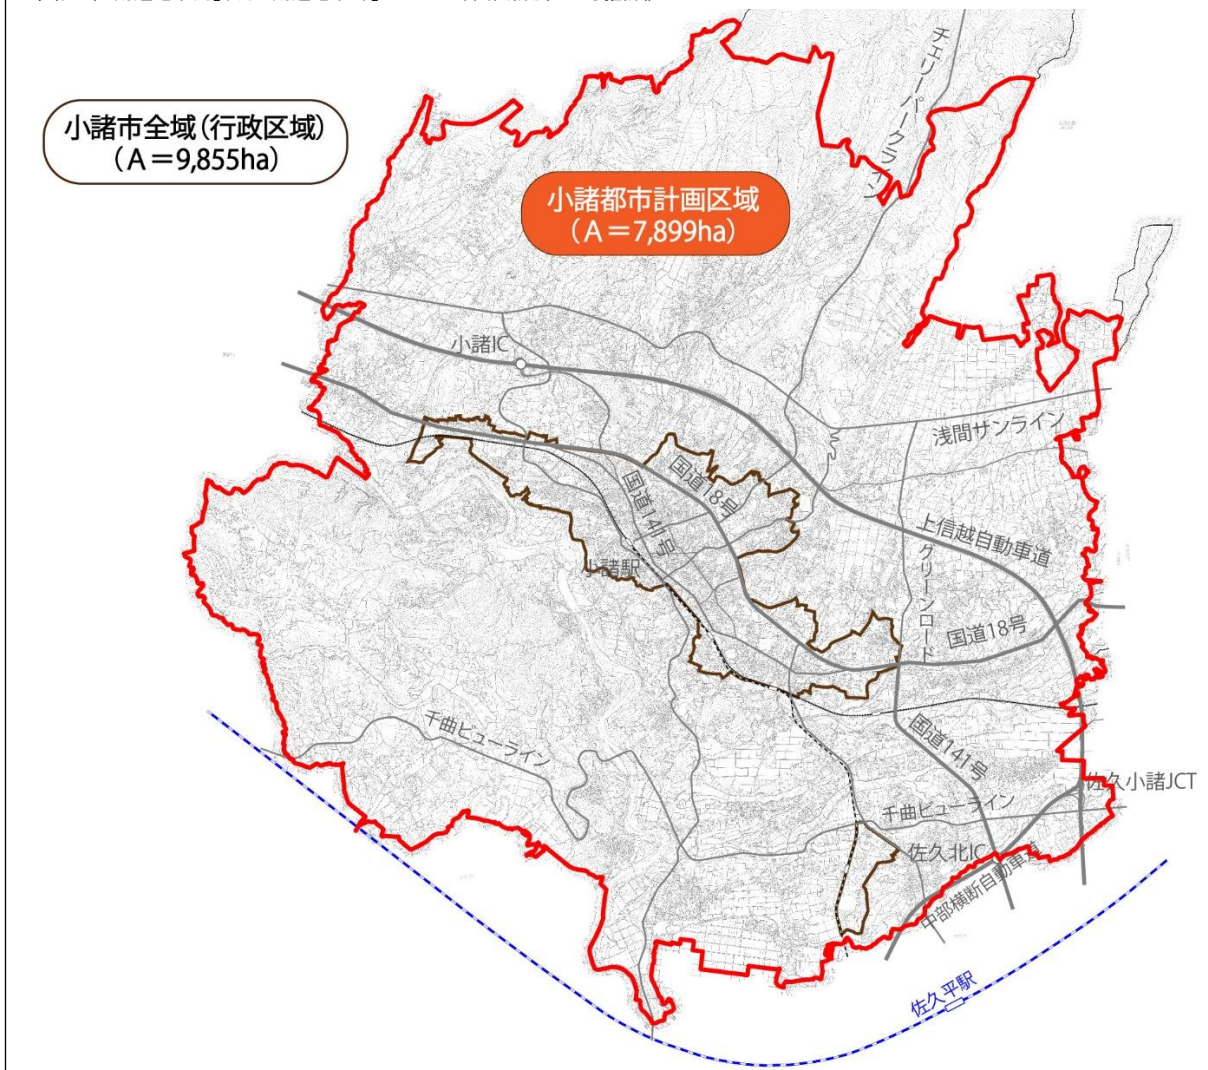 チェリーパークライン
小諸市全域（行政区域）
（A＝9,855ha）
小諸都市計画区域
（A＝7,899ha）
小諸IC
浅間サンライン
国道18号
国道141号
上信越自動車道
小諸駅
グリーンロード
国道18号
千曲ビューライン
国道141号
佐久小諸JCT
千曲ビューライン
佐久北IC
中部横断自動車道
佐久平駅